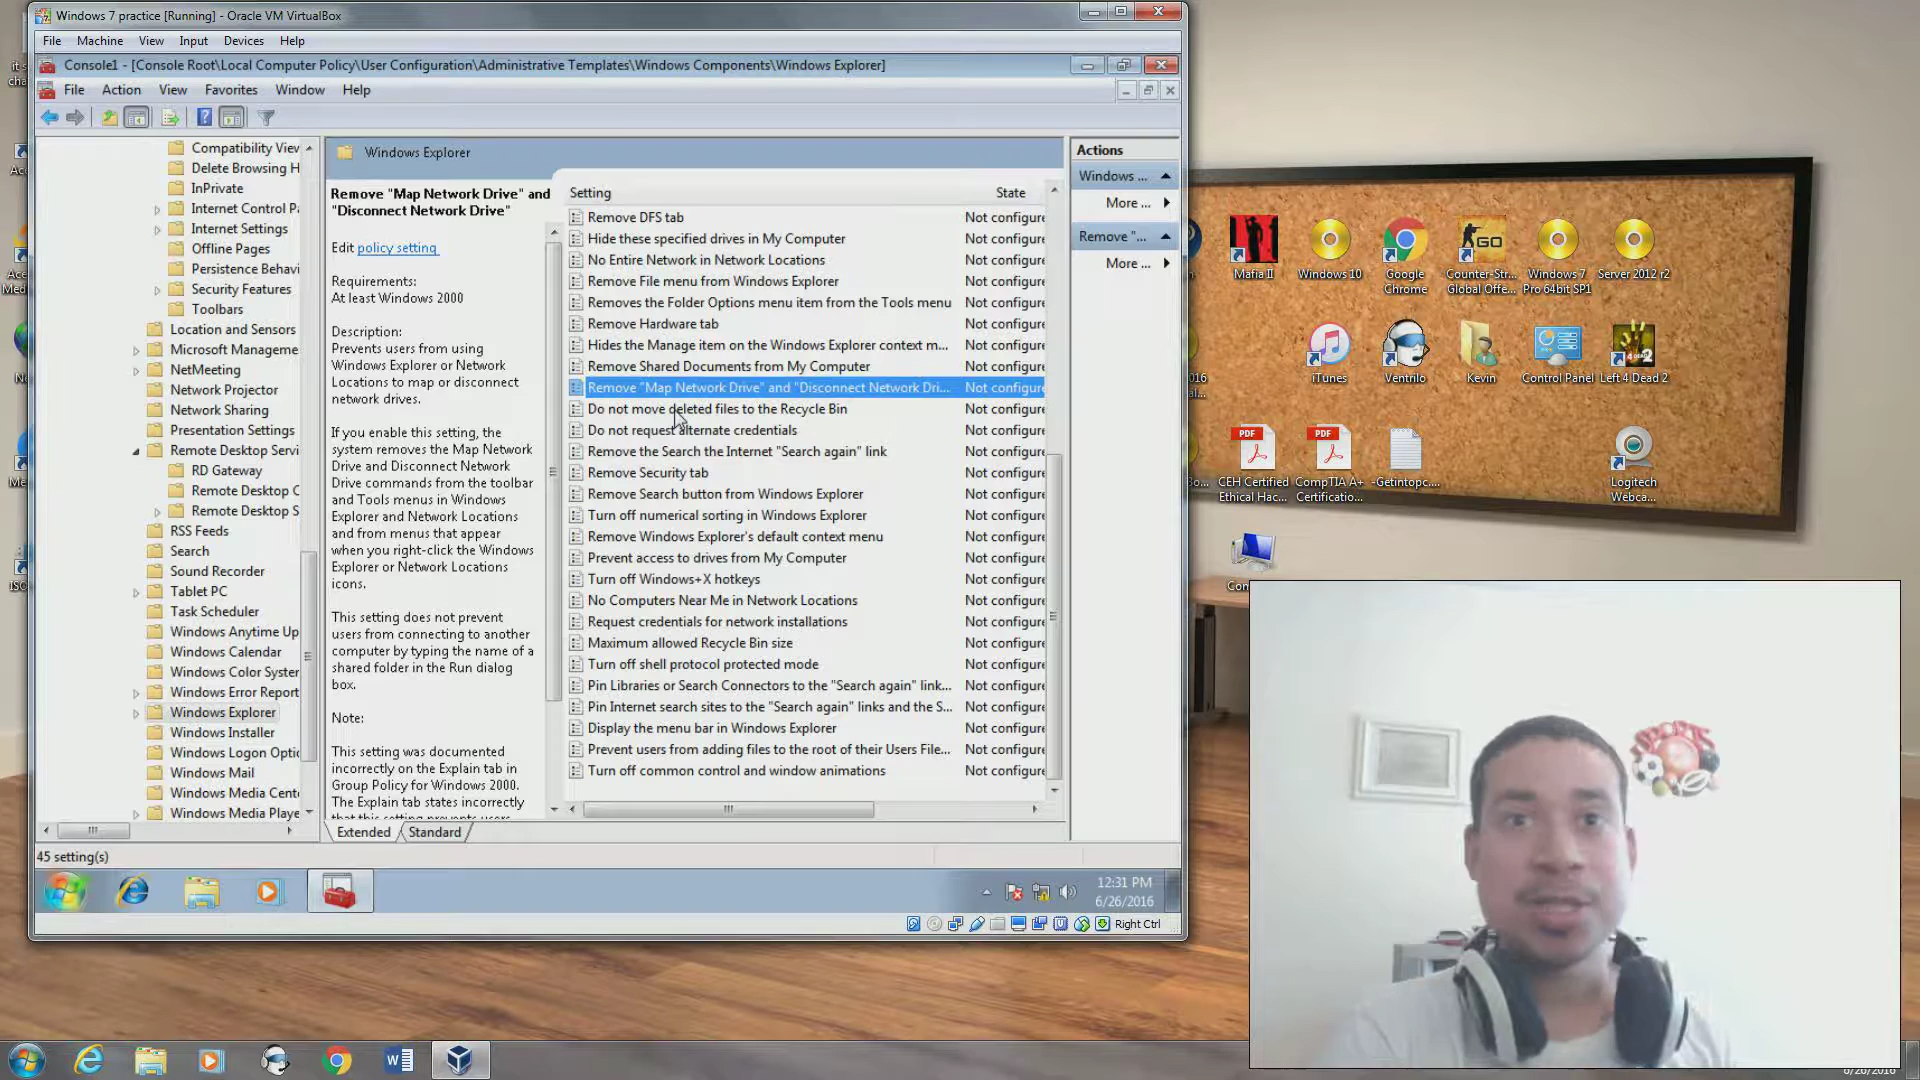 Windows 7 practice [Running] - Oracle VM VirtualBox
File Machine View Input Devices Help
Console1 - [Console Root\Local Computer Policy\User Configuration\Administrative Templates\Windows Components\Windows Explorer]
File Action View Favorites Window Help
Compatibility View
Delete Browsing H
InPrivate
Internet Control Pa
Internet Settings
Offline Pages
Persistence Behavi
Security Features
Toolbars
Location and Sensors
Microsoft Manageme
NetMeeting
Network Projector
Network Sharing
Presentation Settings
Remote Desktop Servi
RD Gateway
Remote Desktop C
Remote Desktop S
RSS Feeds
Search
Sound Recorder
Tablet PC
Task Scheduler
Windows Anytime Up
Windows Calendar
Windows Color System
Windows Error Report
Windows Explorer
Windows Installer
Windows Logon Optio
Windows Mail
Windows Media Cent
Windows Media Playe
Windows Explorer
Remove "Map Network Drive" and
"Disconnect Network Drive"
Edit policy setting
Requirements:
At least Windows 2000
Description:
Prevents users from using
Windows Explorer or Network
Locations to map or disconnect
network drives.
If you enable this setting, the
system removes the Map Network
Drive and Disconnect Network
Drive commands from the toolbar
and Tools menus in Windows
Explorer and Network Locations
and from menus that appear
when you right-click the Windows
Explorer or Network Locations
icons.
This setting does not prevent
users from connecting to another
computer by typing the name of a
shared folder in the Run dialog
box.
Note:
This setting was documented
incorrectly on the Explain tab in
Group Policy for Windows 2000.
The Explain tab states incorrectly
that this setting prevents users
Setting State
Remove DFS tab Not configure
Hide these specified drives in My Computer Not configure
No Entire Network in Network Locations Not configure
Remove File menu from Windows Explorer Not configure
Removes the Folder Options menu item from the Tools menu Not configure
Remove Hardware tab Not configure
Hides the Manage item on the Windows Explorer context m... Not configure
Remove Shared Documents from My Computer Not configure
Remove "Map Network Drive" and "Disconnect Network Dri... Not configure
Do not move deleted files to the Recycle Bin Not configure
Do not request alternate credentials Not configure
Remove the Search the Internet "Search again" link Not configure
Remove Security tab Not configure
Remove Search button from Windows Explorer Not configure
Turn off numerical sorting in Windows Explorer Not configure
Remove Windows Explorer's default context menu Not configure
Prevent access to drives from My Computer Not configure
Turn off Windows+X hotkeys Not configure
No Computers Near Me in Network Locations Not configure
Request credentials for network installations Not configure
Maximum allowed Recycle Bin size Not configure
Turn off shell protocol protected mode Not configure
Pin Libraries or Search Connectors to the "Search again" link... Not configure
Pin Internet search sites to the "Search again" links and the S... Not configure
Display the menu bar in Windows Explorer Not configure
Prevent users from adding files to the root of their Users File... Not configure
Turn off common control and window animations Not configure
Extended Standard
45 setting(s)
Actions
Windows ...
More ...
Remove "...
More ...
12:31 PM
6/26/2016
Right Ctrl
Mafia II
Windows 10
Google
Chrome
Counter-Str...
Global Offe...
GO
Windows 7
Pro 64bit SP1
Server 2012 r2
iTunes
Ventrilo
Kevin
Control Panel
Left 4 Dead 2
PDF
CEH Certified
Ethical Hac...
PDF
CompTIA A+
Certificatio...
-Getintopc....
Logitech
Webca...
SPORTS
6/26/2016